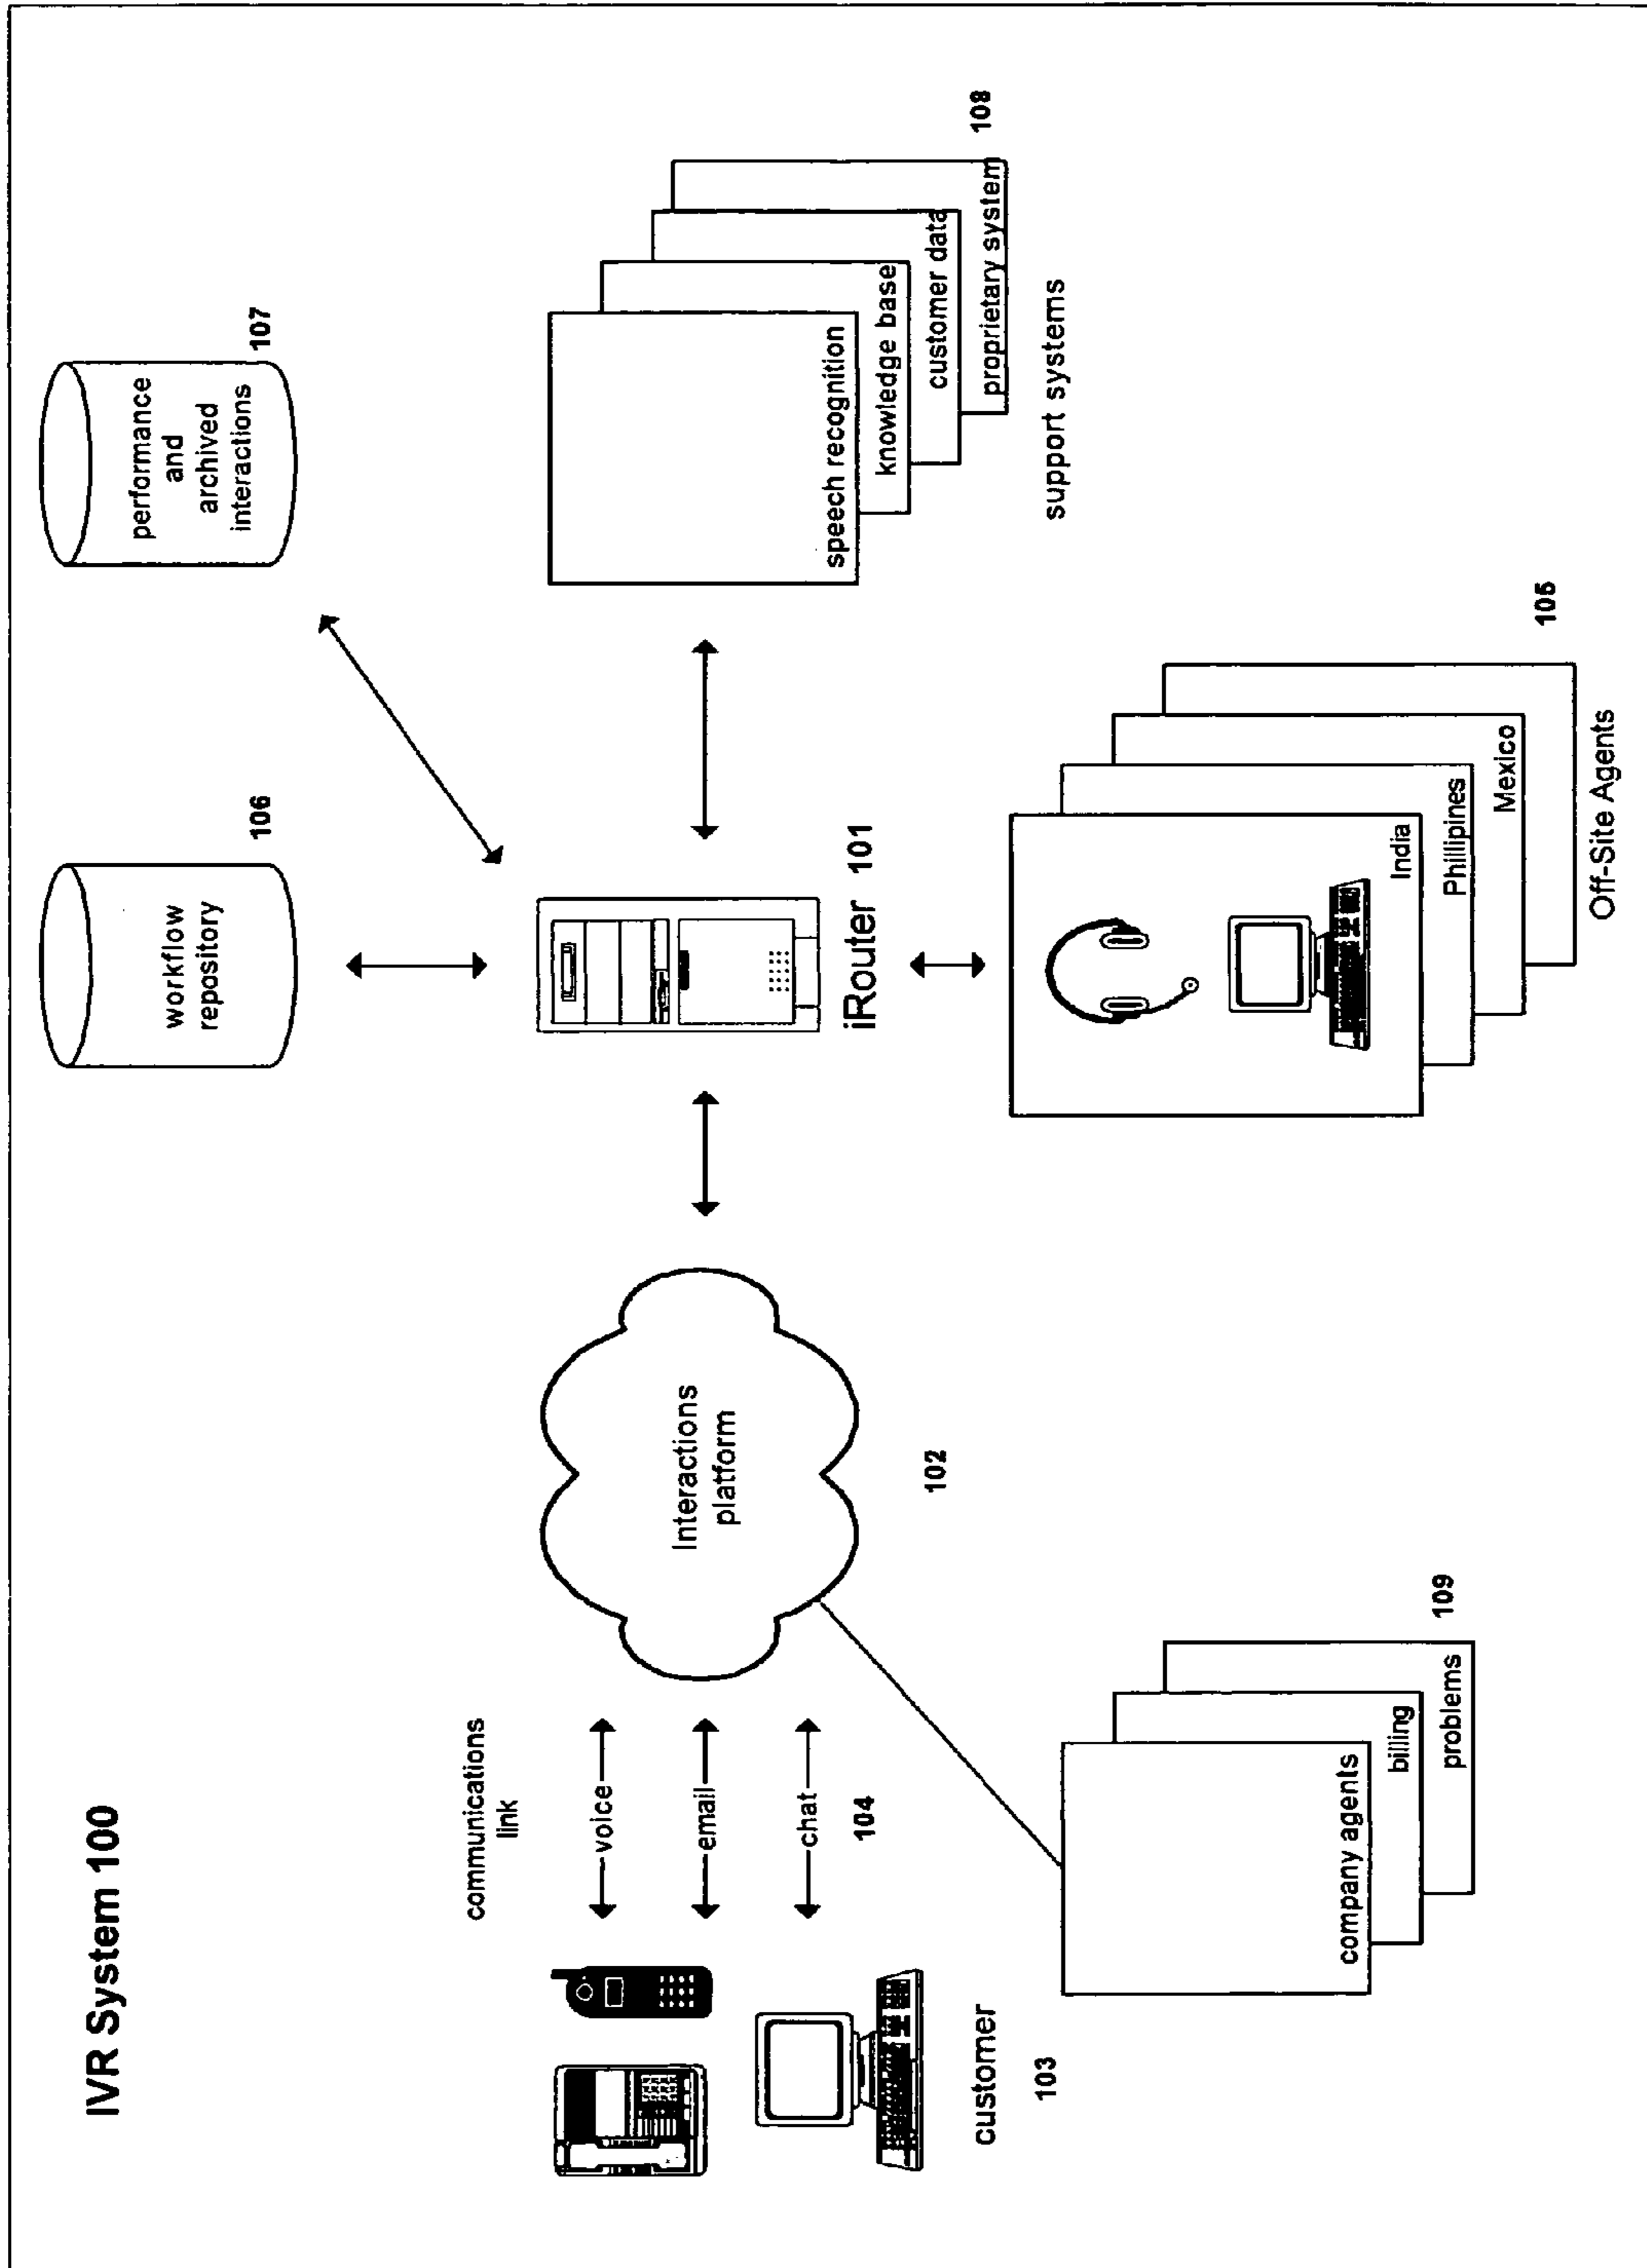 IVR System 100
workflow
repository
106
performance
and
archived
interactions
107
communications
link
voice
email
chat
104
customer
103
Interactions
platform
102
iRouter 101
speech recognition
knowledge base
customer data
proprietary system
108
support systems
company agents
billing
problems
109
India
Phillipines
Mexico
105
Off-Site Agents